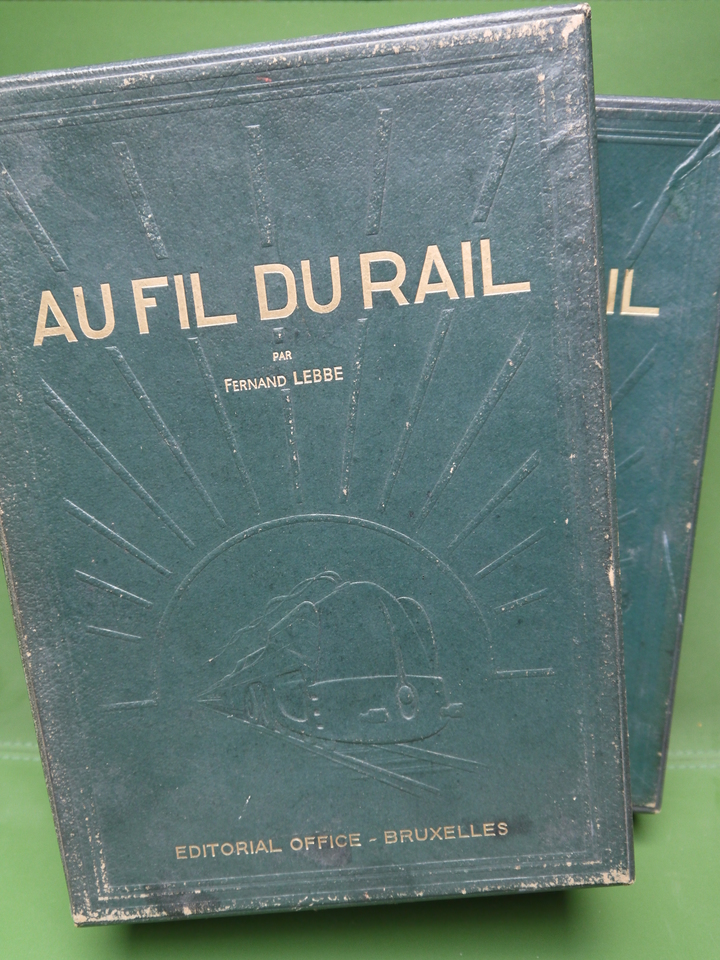 AU FIL DU RAIL
PAR
FERNAND LEBBE
EDITORIAL OFFICE - BRUXELLES
IL